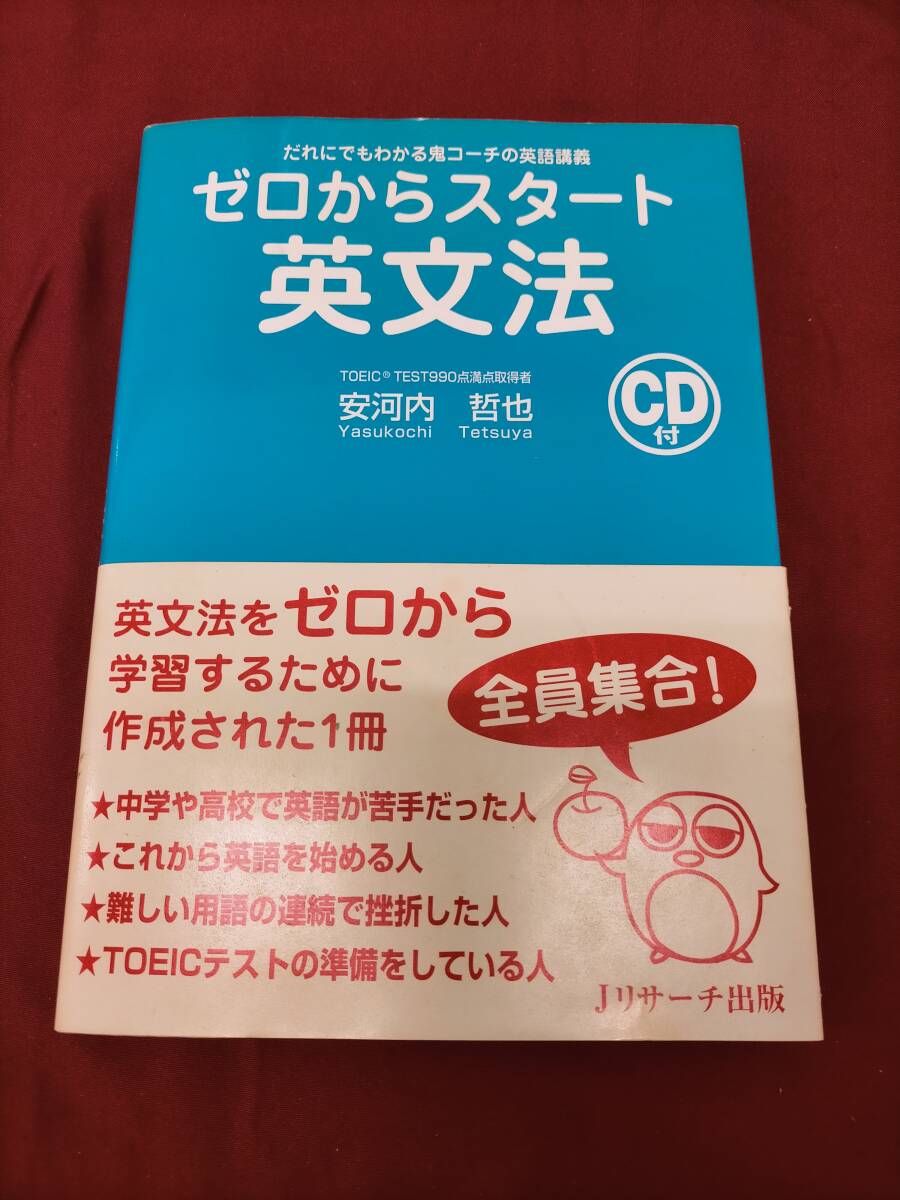 だれにでもわかる鬼コーチの英語講義
ゼロからスタート
英文法
TOEIC® TEST990点満点取得者
安河内 哲也
Yasukochi Tetsuya
CD
付
英文法をゼロから
学習するために
作成された1冊
全員集合!
★中学や高校で英語が苦手だった人
★これから英語を始める人
★難しい用語の連続で挫折した人
★TOEICテストの準備をしている人
Jリサーチ出版